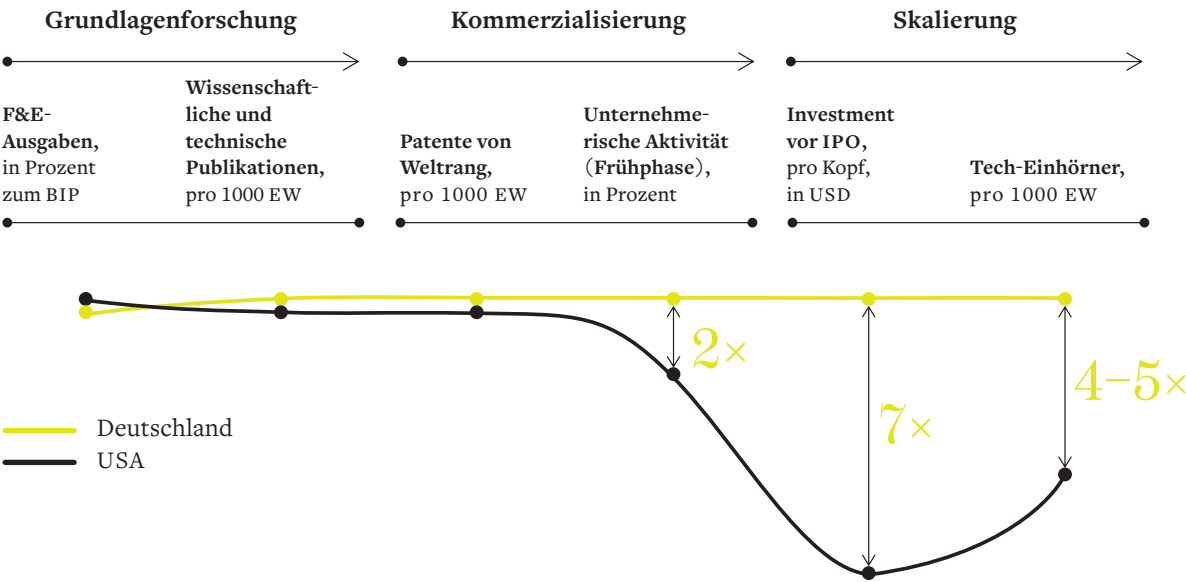 Grundlagenforschung
Kommerzialisierung
Skalierung
F&E-
Ausgaben,
in Prozent
zum BIP
Wissenschaft-
liche und
technische
Publikationen,
pro 1000 EW
Patente von
Weltrang,
pro 1000 EW
Unternehme-
rische Aktivität
(Frühphase),
in Prozent
Investment
vor IPO,
pro Kopf,
in USD
Tech-Einhörner,
pro 1000 EW
2×
7×
4–5×
Deutschland
USA